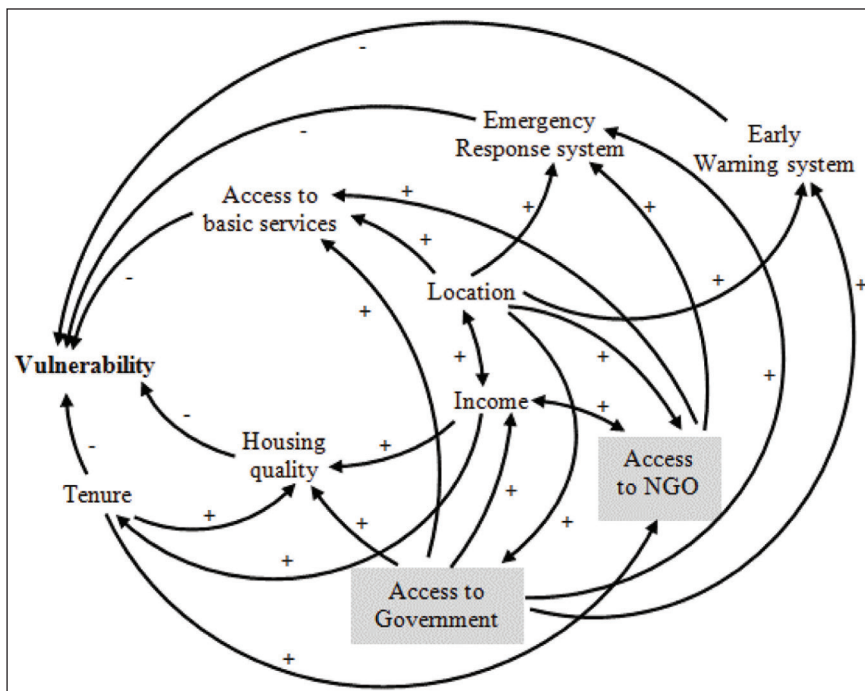 -
Emergency
Response system
Early
Warning system
-
Access to
basic services
+
+
+
+
-
Location
+
+
+
Vulnerability
+
+
+
-
Income
+
-
Housing
quality
+
Access
to NGO
-
Tenure
+
+
+
+
+
Access to
Government
+